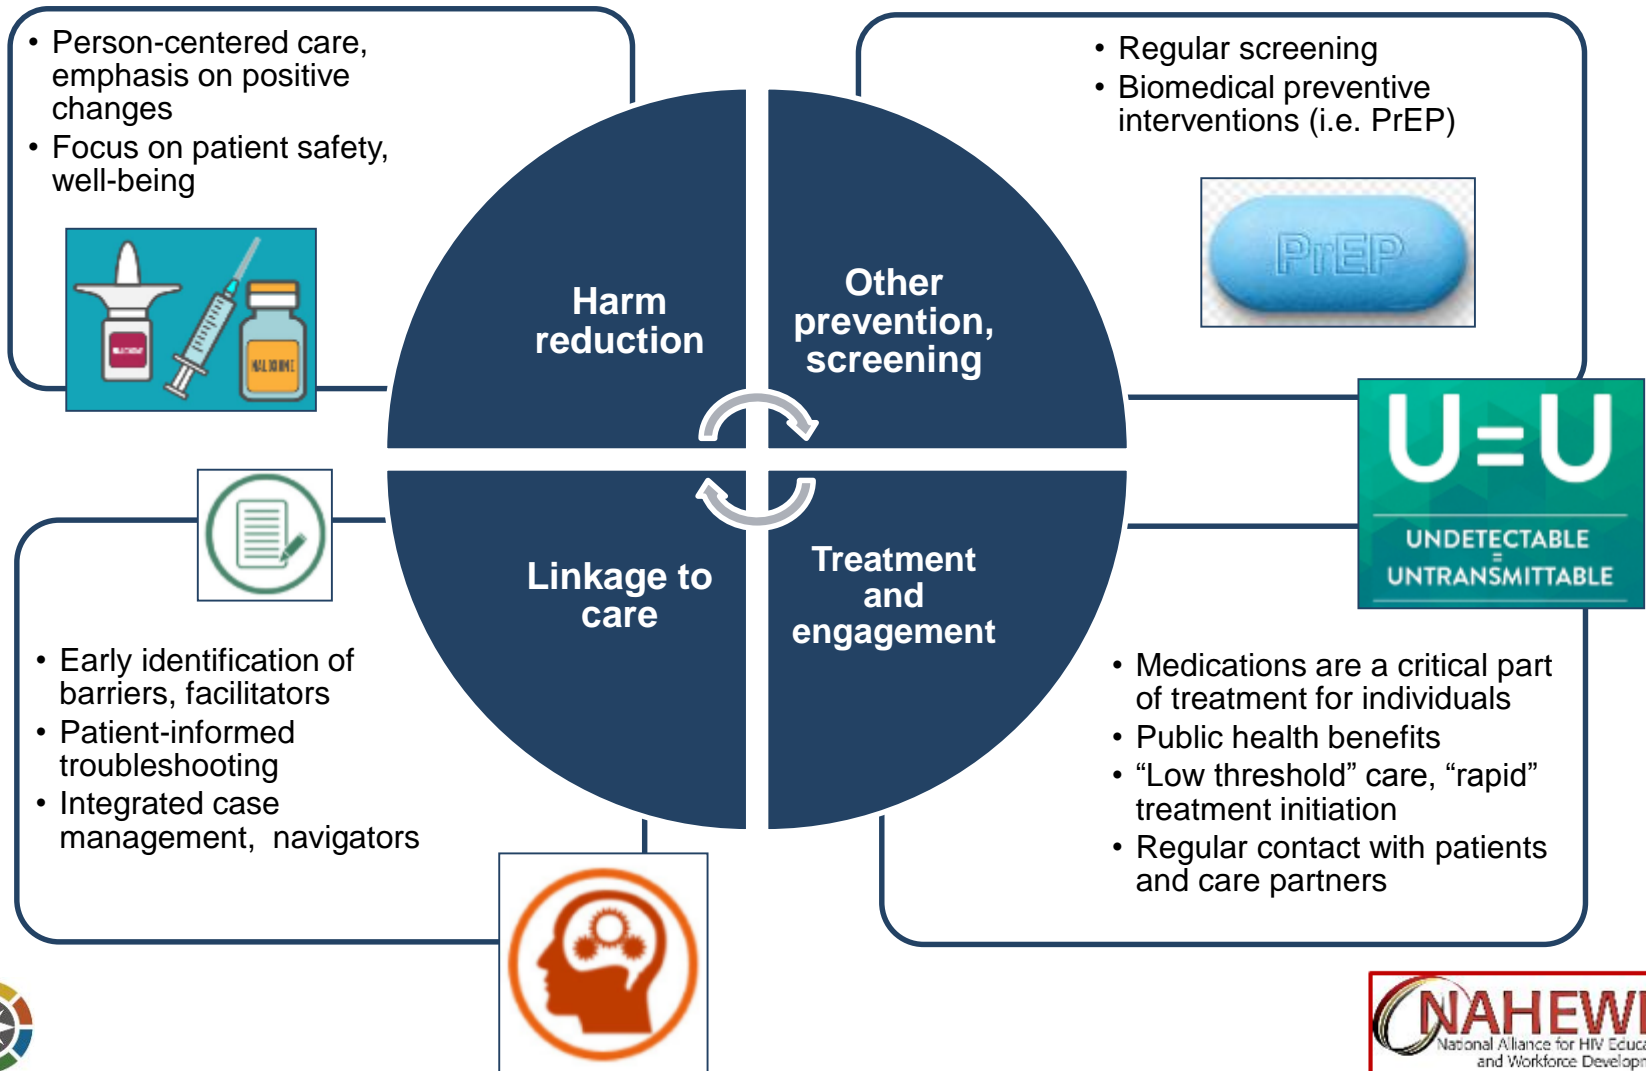 • Person-centered care,
emphasis on positive
changes
• Focus on patient safety,
well-being
NALOXONE
• Regular screening
• Biomedical preventive
interventions (i.e. PrEP)
PrEP
Harm
reduction
Other
prevention,
screening
Linkage to
care
Treatment
and
engagement
U=U
UNDETECTABLE
=
UNTRANSMITTABLE
• Early identification of
barriers, facilitators
• Patient-informed
troubleshooting
• Integrated case
management,  navigators
• Medications are a critical part
of treatment for individuals
• Public health benefits
• “Low threshold” care, “rapid”
treatment initiation
• Regular contact with patients
and care partners
NAHEW
National Alliance for HIV Educa
and Workforce Developm